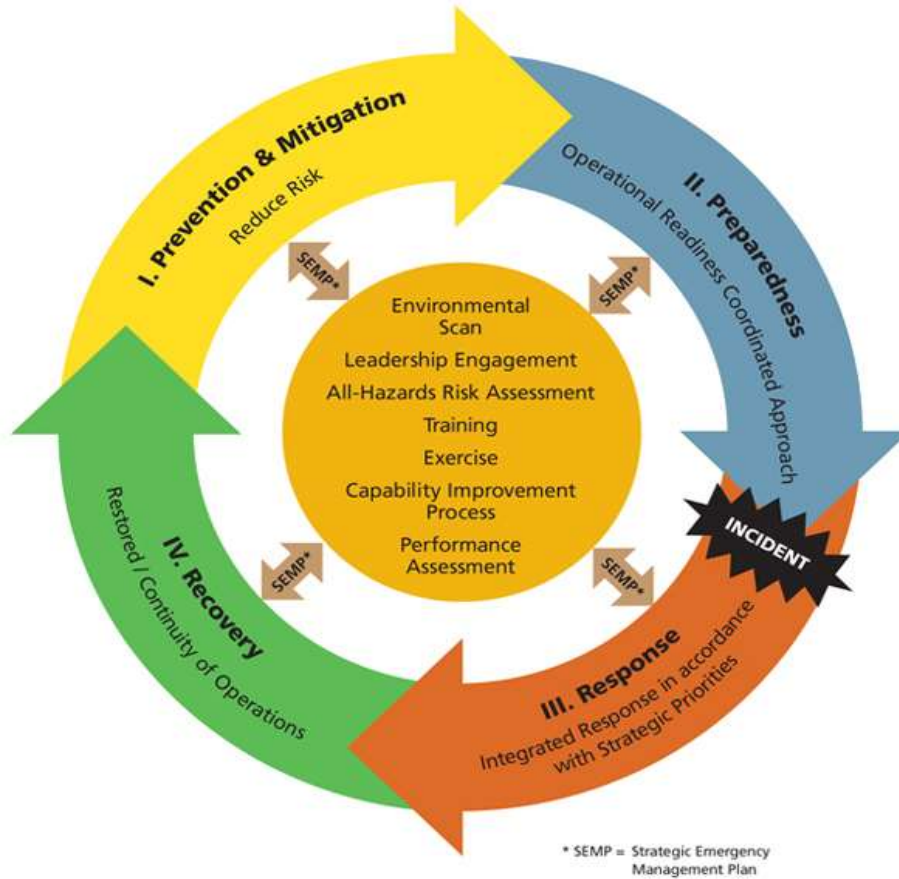 I. Prevention & Mitigation
Reduce Risk
II. Preparedness
Operational Readiness Coordinated Approach
SEMP*
SEMP*
Environmental
Scan
Leadership Engagement
All-Hazards Risk Assessment
Training
Exercise
Capability Improvement
Process
Performance
Assessment
INCIDENT
SEMP*
SEMP*
III. Response
Integrated Response in accordance
with Strategic Priorities
IV. Recovery
Restored / Continuity of Operations
* SEMP = Strategic Emergency
Management Plan